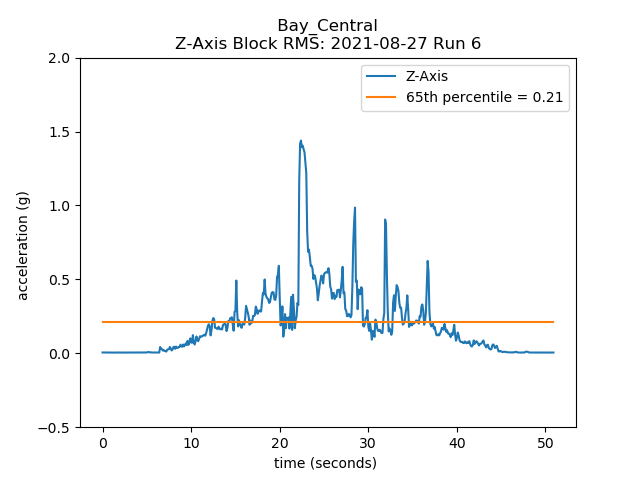 Bay_Central
Z-Axis Block RMS: 2021-08-27 Run 6
2.0
1.5
1.0
0.5
0.0
−0.5
acceleration (g)
Z-Axis
65th percentile = 0.21
0 10 20 30 40 50
time (seconds)